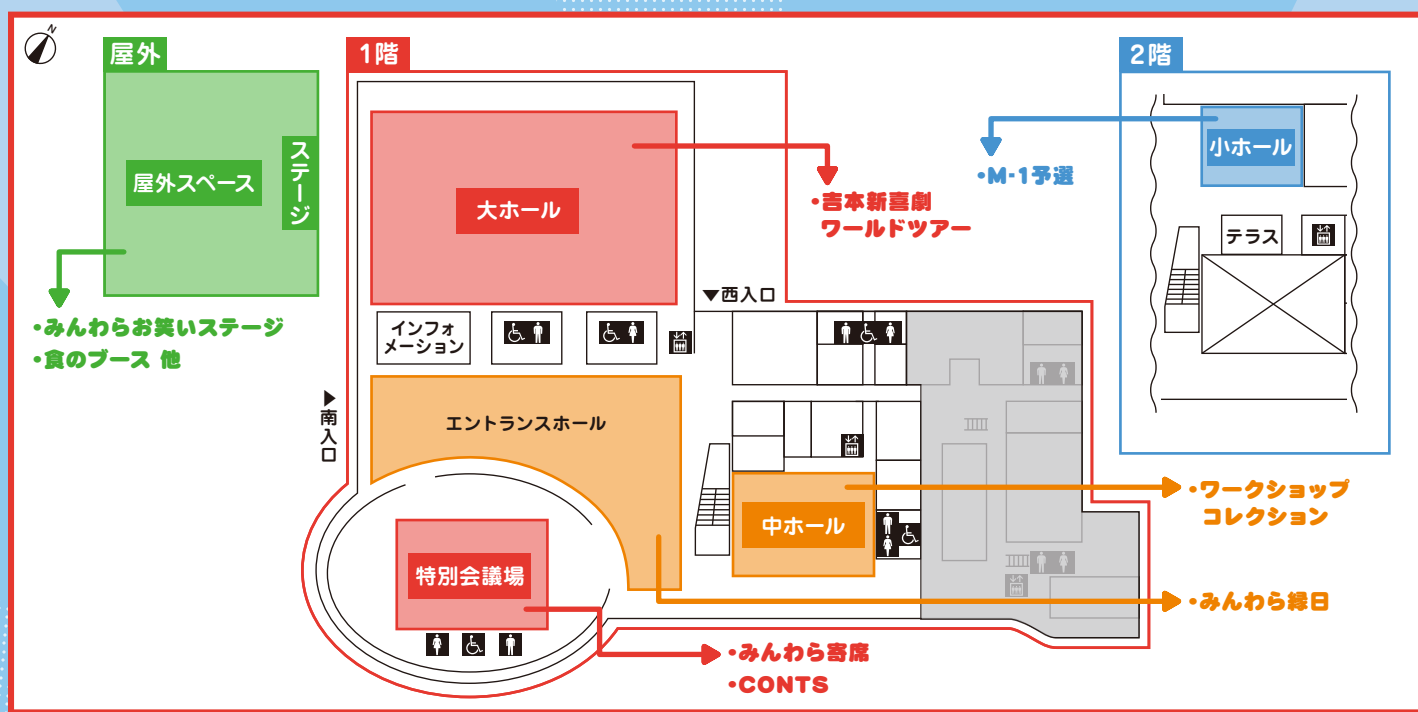 N
屋外
屋外スペース
ステージ
・みんわらお笑いステージ
・食のブース 他
1階
大ホール
・吉本新喜劇
ワールドツアー
▼西入口
インフォ
メーション
▶南入口
エントランスホール
特別会議場
中ホール
・ワークショップ
コレクション
・みんわら縁日
・みんわら寄席
・CONTS
2階
小ホール
・M-1予選
テラス